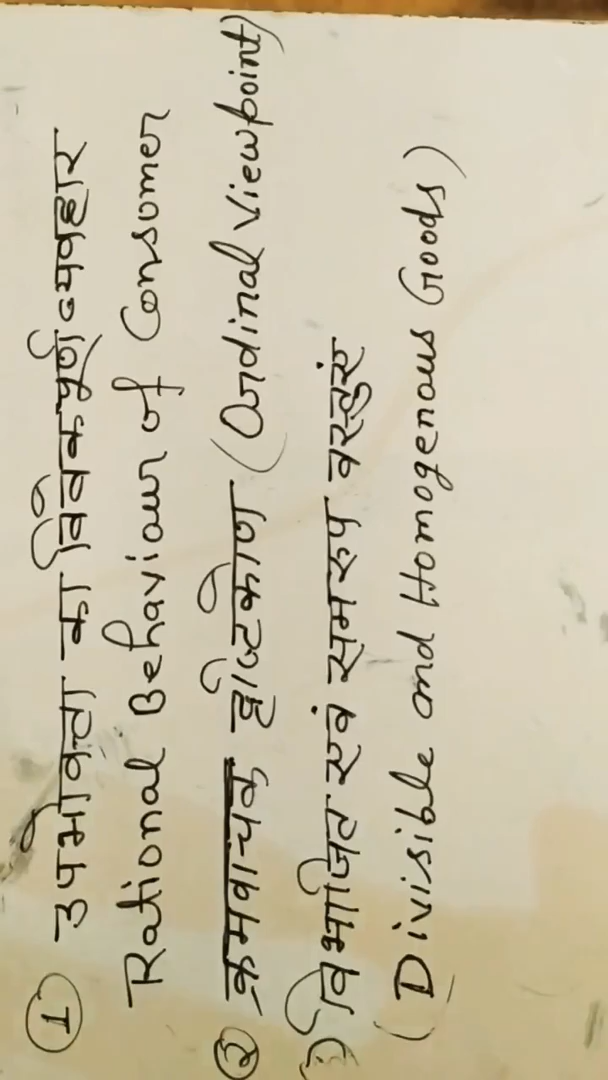 ① उपभोक्ता का विवेकपूर्ण व्यवहार
Rational Behaviour of Consumer
② क्रमवाचक दृष्टिकोण (Ordinal Viewpoint)
③ विभाजित एवं समरूप वस्तुएं
(Divisible and Homogenous Goods)